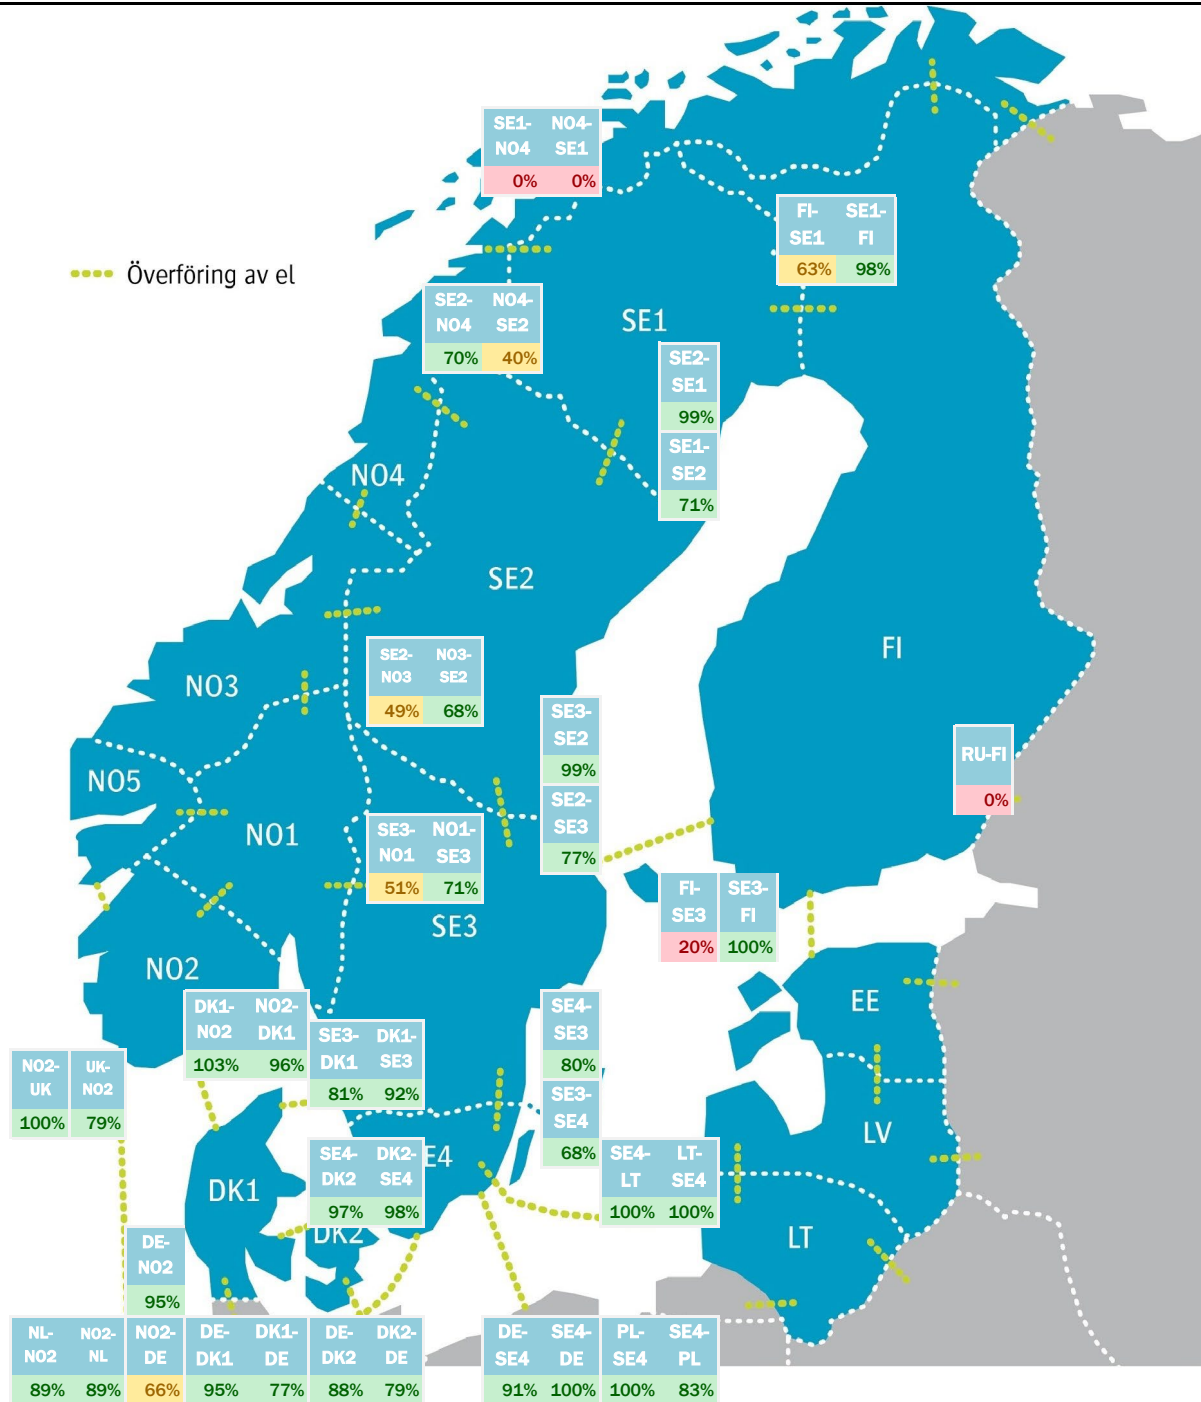 SE1- NO4-
NO4 SE1
0% 0%
FI- SE1-
SE1 FI
63% 98%
Överföring av el
SE2- NO4-
NO4 SE2
70% 40%
SE1
SE2-
SE1
99%
SE1-
SE2
71%
NO4
SE2
FI
SE2- NO3-
NO3 SE2
49% 68%
NO3
SE3-
SE2
99%
SE2-
SE3
77%
RU-FI
0%
NO5
NO1
SE3- NO1-
NO1 SE3
51% 71%
FI- SE3-
SE3 FI
20% 100%
SE3
NO2
EE
DK1- NO2-
NO2 DK1
103% 96%
SE3- DK1-
DK1 SE3
81% 92%
SE4-
SE3
80%
SE3-
SE4
68%
NO2- UK-
UK NO2
100% 79%
LV
SE4- DK2-
DK2 SE4
97% 98%
E4
SE4- LT-
LT SE4
100% 100%
DK1
DK2
LT
DE-
NO2
95%
NL- NO2- NO2- DE- DK1- DE- DK2- DE- SE4- PL- SE4-
NO2 NL DE DK1 DE DK2 DE SE4 DE SE4 PL
89% 89% 66% 95% 77% 88% 79% 91% 100% 100% 83%